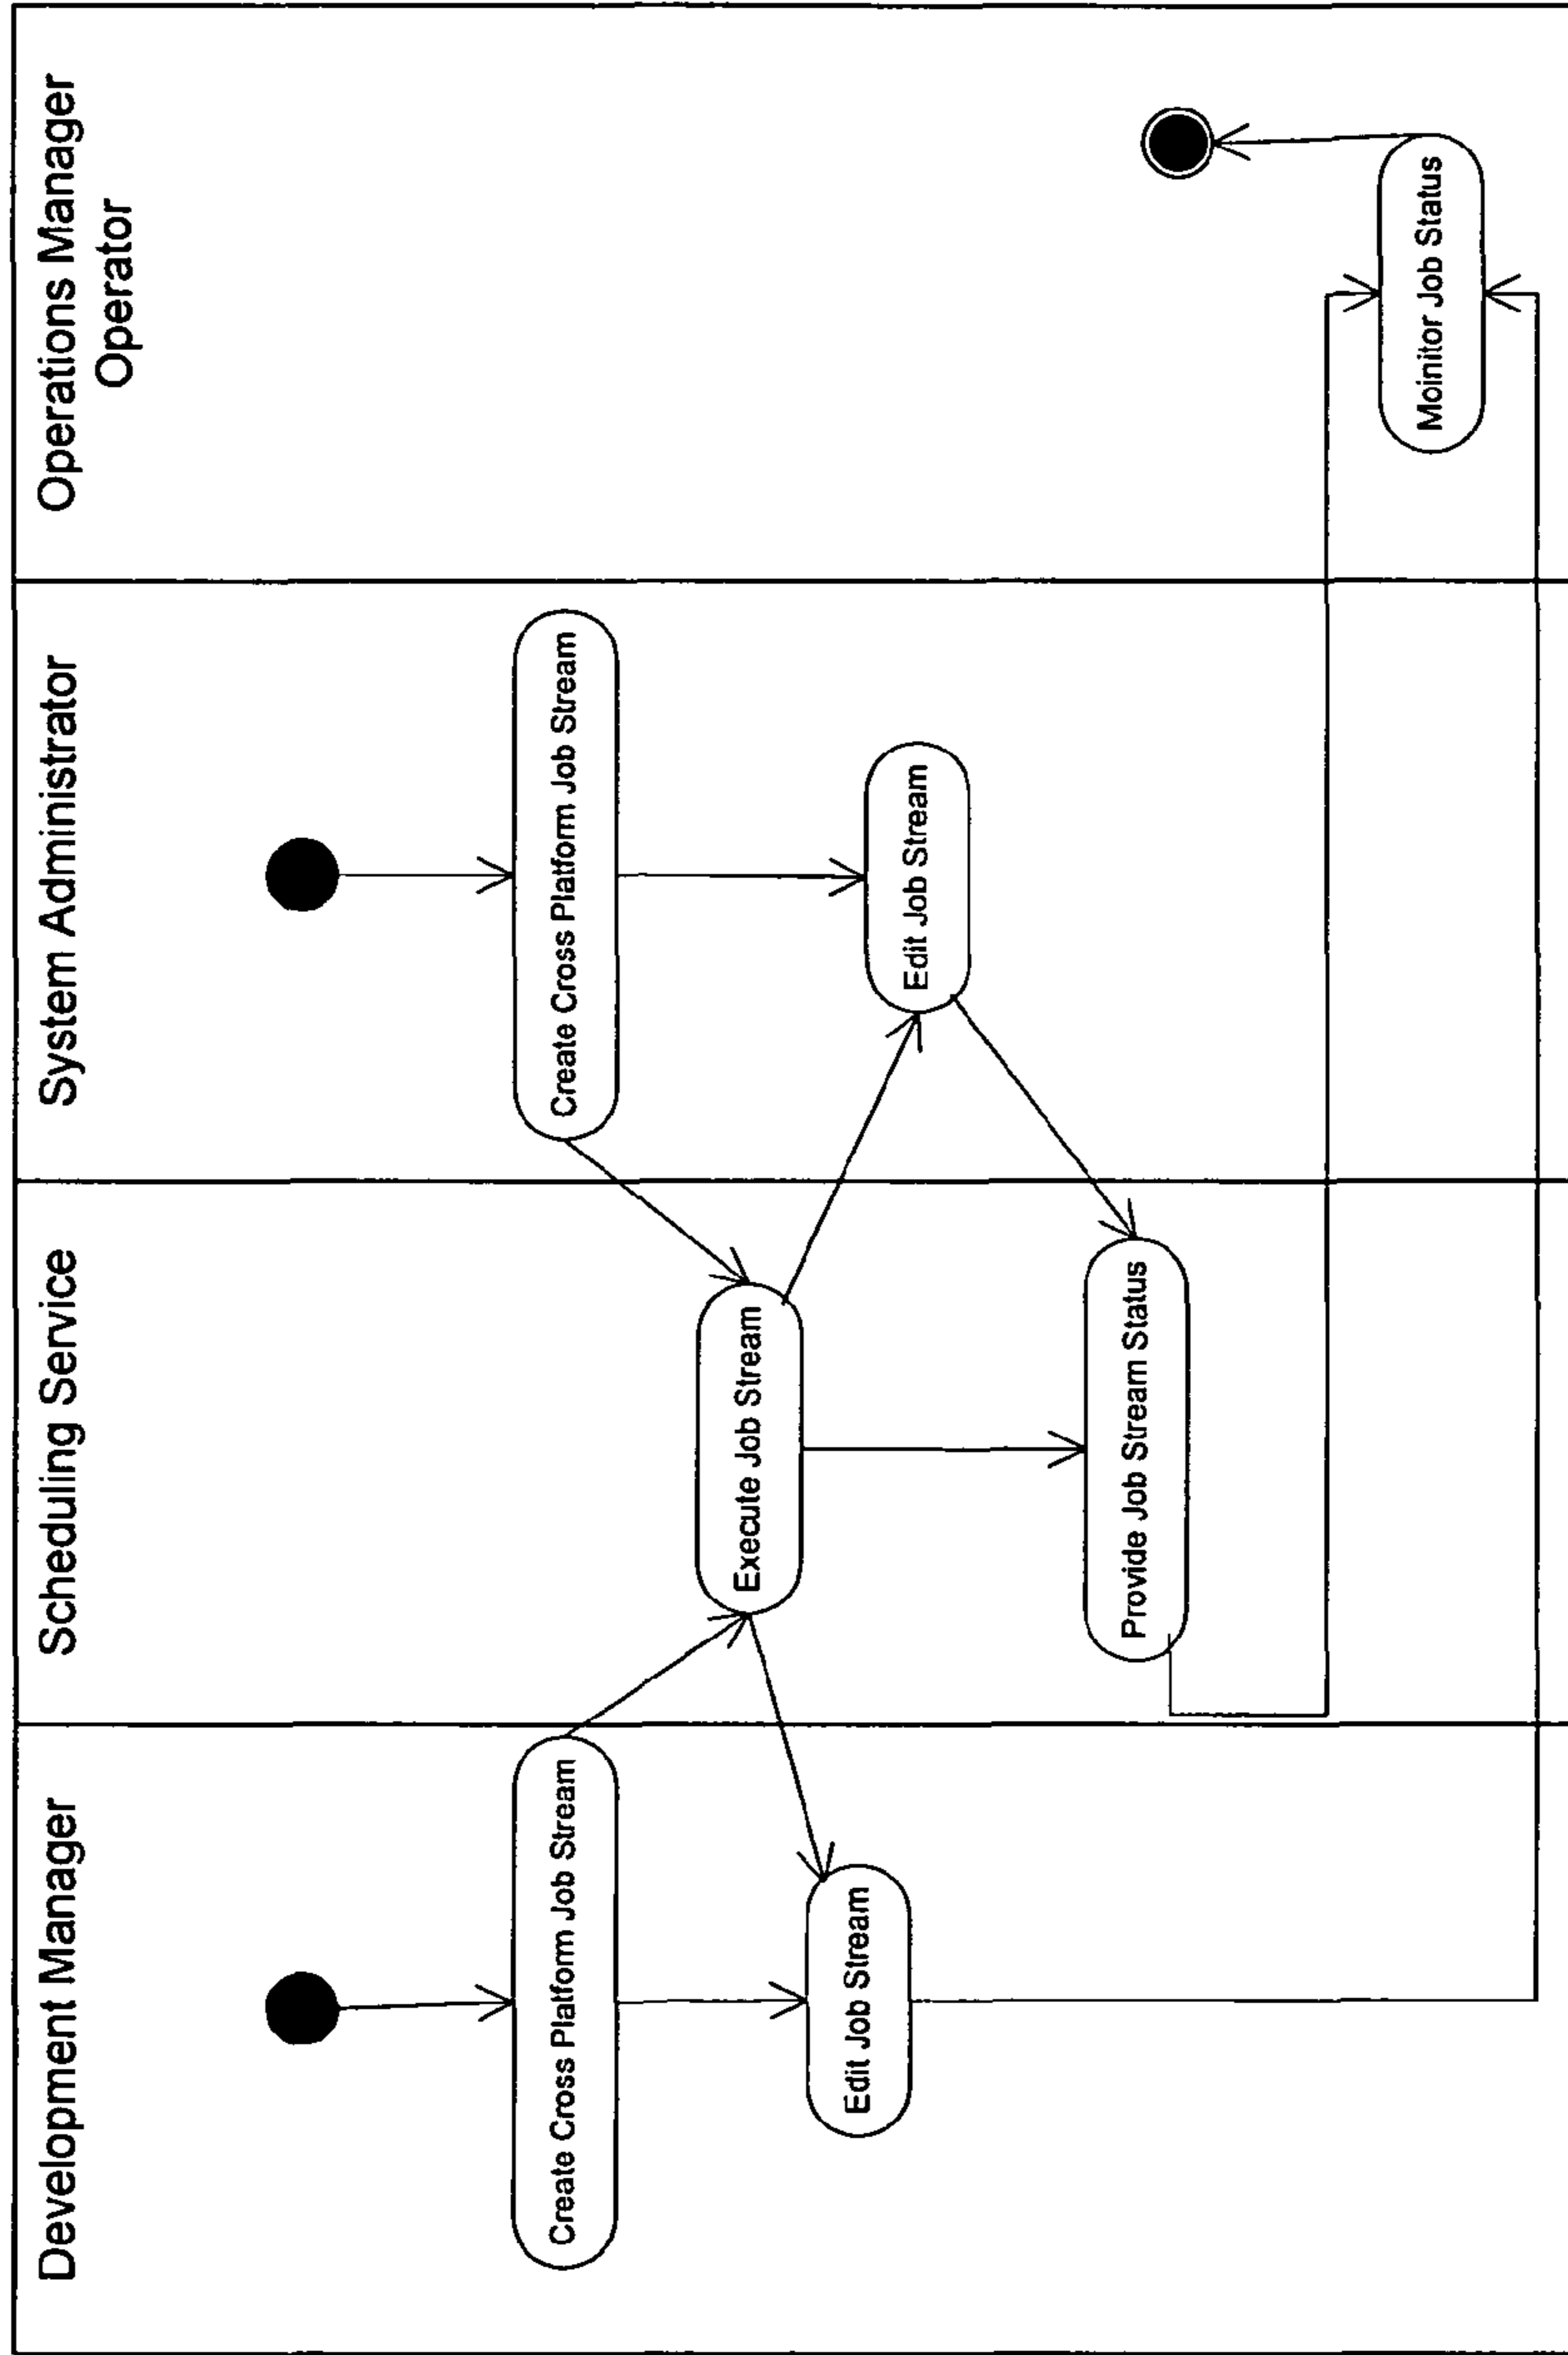 Development Manager
Scheduling Service
System Administrator
Operations Manager
Operator
Create Cross Platform Job Stream
Create Cross Platform Job Stream
Execute Job Stream
Edit Job Stream
Edit Job Stream
Provide Job Stream Status
Moinitor Job Status